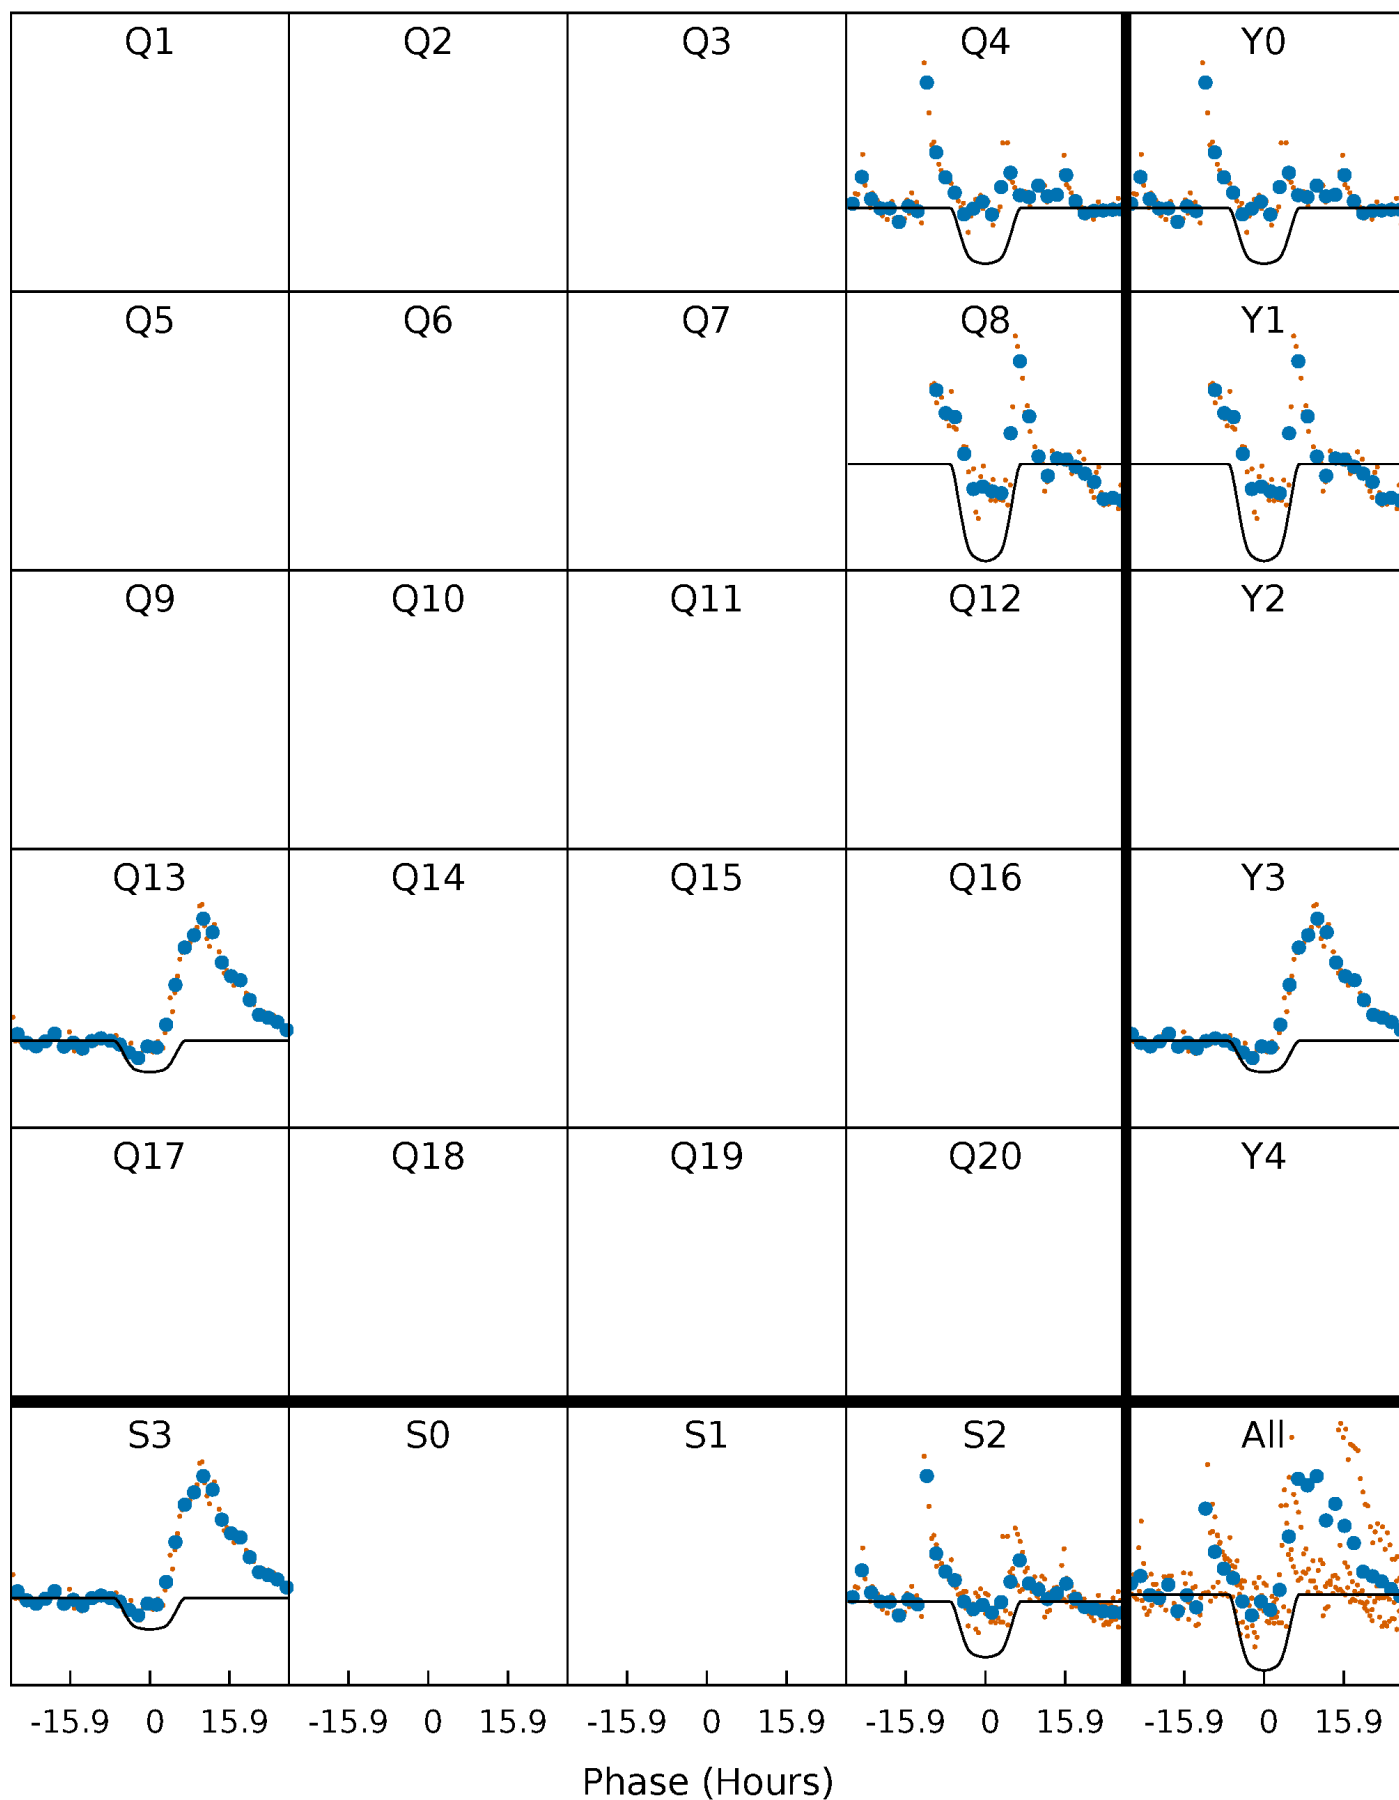 Q1 Q2 Q3 Q4 Y0
Q5 Q6 Q7 Q8 Y1
Q9 Q10 Q11 Q12 Y2
Q13 Q14 Q15 Q16 Y3
Q17 Q18 Q19 Q20 Y4
S3 S0 S1 S2 All
-15.9 0 15.9 -15.9 0 15.9 -15.9 0 15.9 -15.9 0 15.9 -15.9 0 15.9
Phase (Hours)